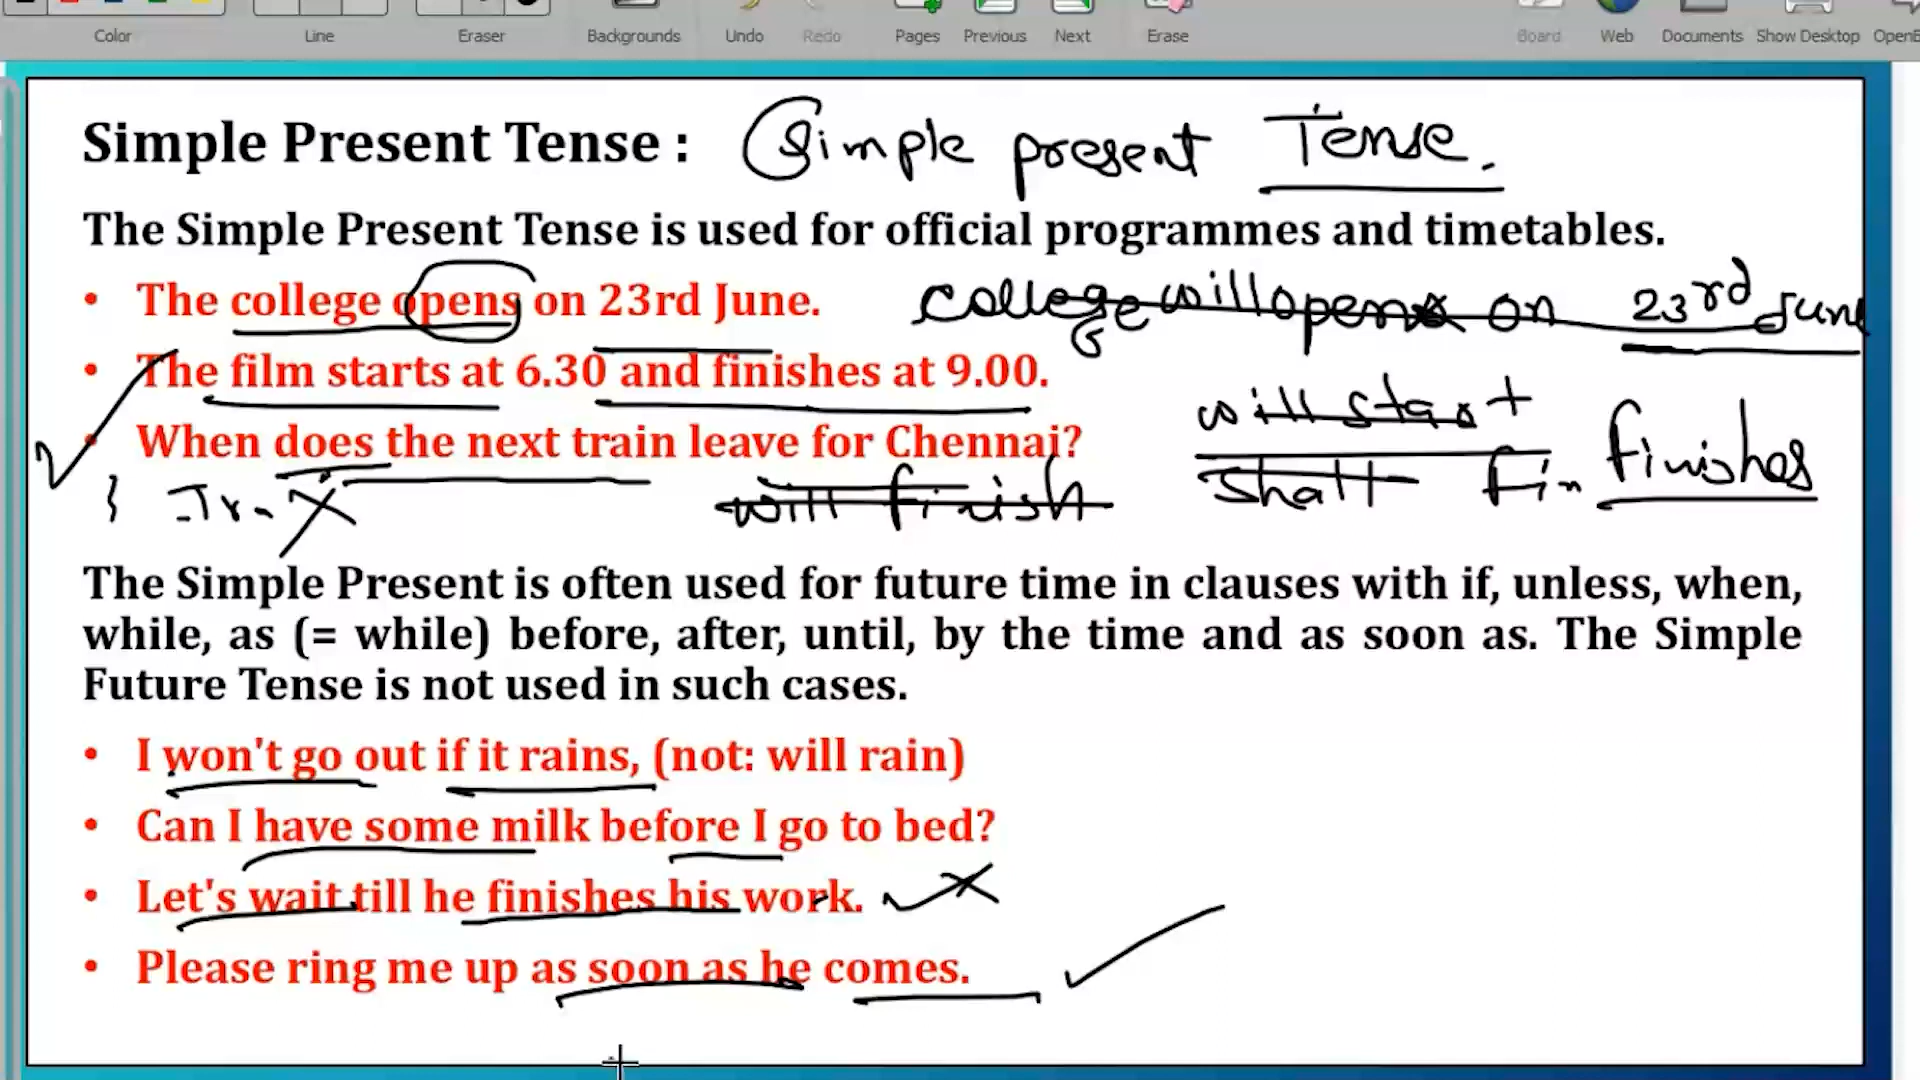 Color Line Eraser Backgrounds Undo Redo Pages Previous Next Erase Board Web Documents Show Desktop
Simple Present Tense : Simple present Tense.
The Simple Present Tense is used for official programmes and timetables.
• The college opens on 23rd June. college will open on 23rd June
• The film starts at 6.30 and finishes at 9.00. will start
• When does the next train leave for Chennai? finishes
will finish shall Fin
The Simple Present is often used for future time in clauses with if, unless, when,
while, as (= while) before, after, until, by the time and as soon as. The Simple
Future Tense is not used in such cases.
• I won't go out if it rains, (not: will rain)
• Can I have some milk before I go to bed?
• Let's wait till he finishes his work.
• Please ring me up as soon as he comes.